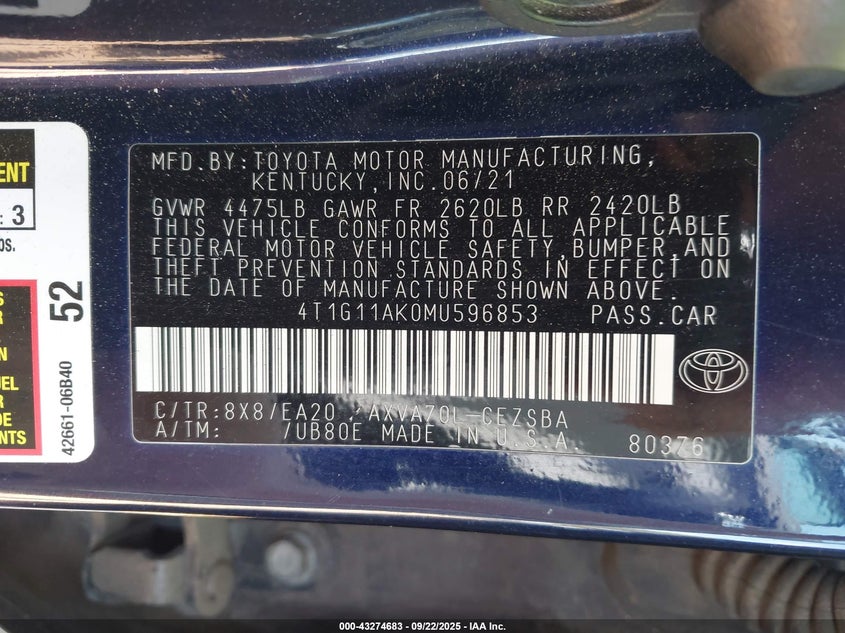 MFD.BY:TOYOTA MOTOR MANUFACTURING,
KENTUCKY,INC.06/21
GVWR 4475LB GAWR FR 2620LB RR 2420LB
THIS VEHICLE CONFORMS TO ALL APPLICABLE
FEDERAL MOTOR VEHICLE SAFETY,BUMPER,AND
THEFT PREVENTION STANDARDS IN EFFECT ON
THE DATE OF MANUFACTURE SHOWN ABOVE.
4T1G11AK0MU596853 PASS.CAR
C/TR:8X8/EA20 /AXVA70L-CEZSBA
A/TM: /UB80E MADE IN U.S.A. 80376
: 3
52
42661-06B40
000-43274683 - 09/22/2025 - IAA Inc.